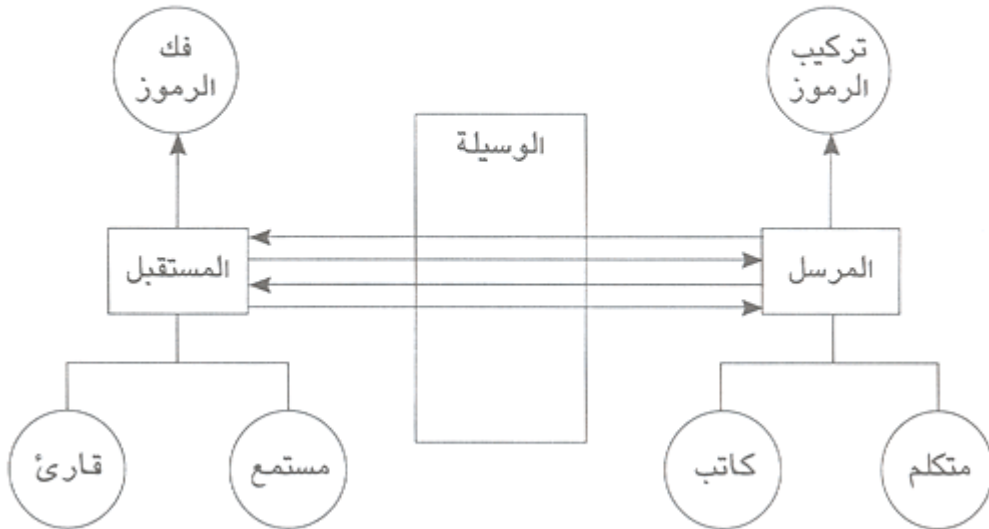 تركيب
الرموز
فك
الرموز
الوسيلة
المرسل
المستقبل
متكلم
كاتب
مستمع
قارئ